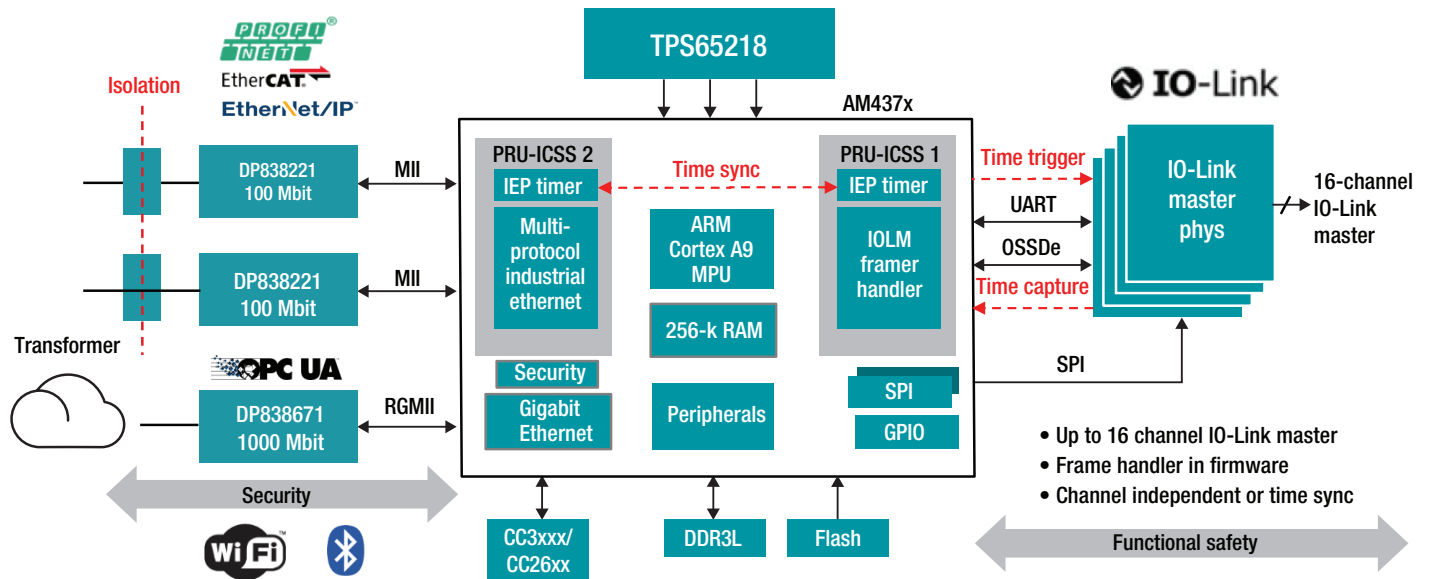 PROFI®
NET
EtherCAT®
EtherNet/IP™
Isolation
DP838221
100 Mbit
MII
DP838221
100 Mbit
MII
Transformer
OPC UA
DP838671
1000 Mbit
RGMII
Security
WiFi™
TPS65218
AM437x
PRU-ICSS 2
IEP timer
Multi-
protocol
industrial
ethernet
Time sync
PRU-ICSS 1
IEP timer
IOLM
framer
handler
ARM
Cortex A9
MPU
256-k RAM
Security
Gigabit
Ethernet
Peripherals
SPI
GPIO
CC3xxx/
CC26xx
DDR3L
Flash
IO-Link
Time trigger
UART
OSSDe
Time capture
SPI
IO-Link
master
phys
16-channel
IO-Link
master
• Up to 16 channel IO-Link master
• Frame handler in firmware
• Channel independent or time sync
Functional safety